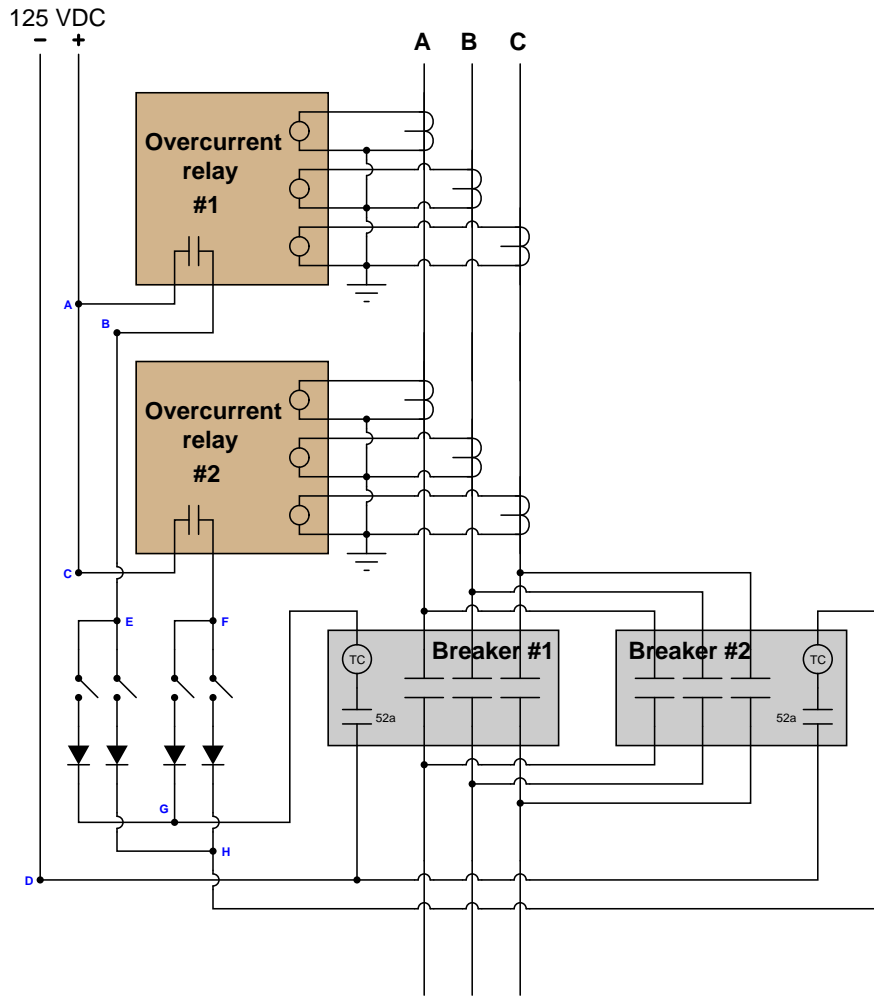 125 VDC
− +
A B C
Overcurrent
relay
#1
A
B
Overcurrent
relay
#2
C
E
F
Breaker #1
Breaker #2
TC
TC
52a
52a
G
H
D